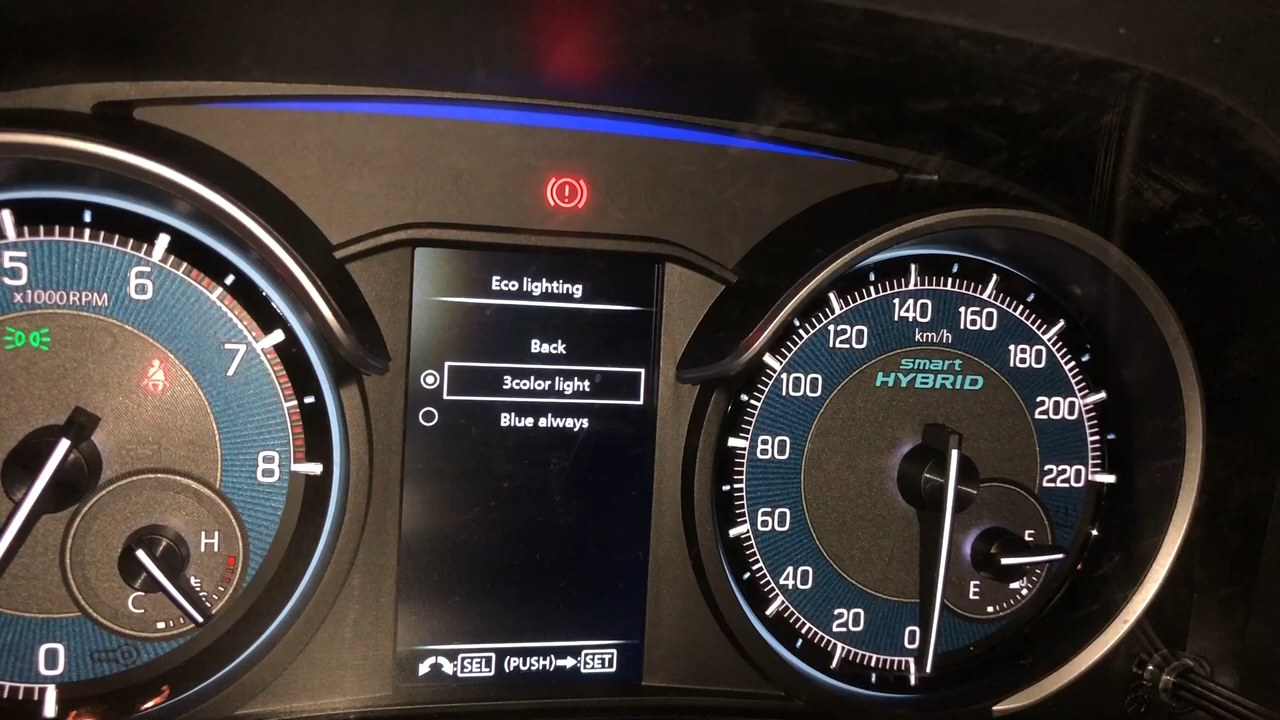 5
6
7
8
x1000RPM
H
C
0
Eco lighting
Back
3color light
Blue always
:SEL (PUSH)➡:SET
0
20
40
60
80
100
120
140
160
180
200
220
km/h
smart
HYBRID
F
E